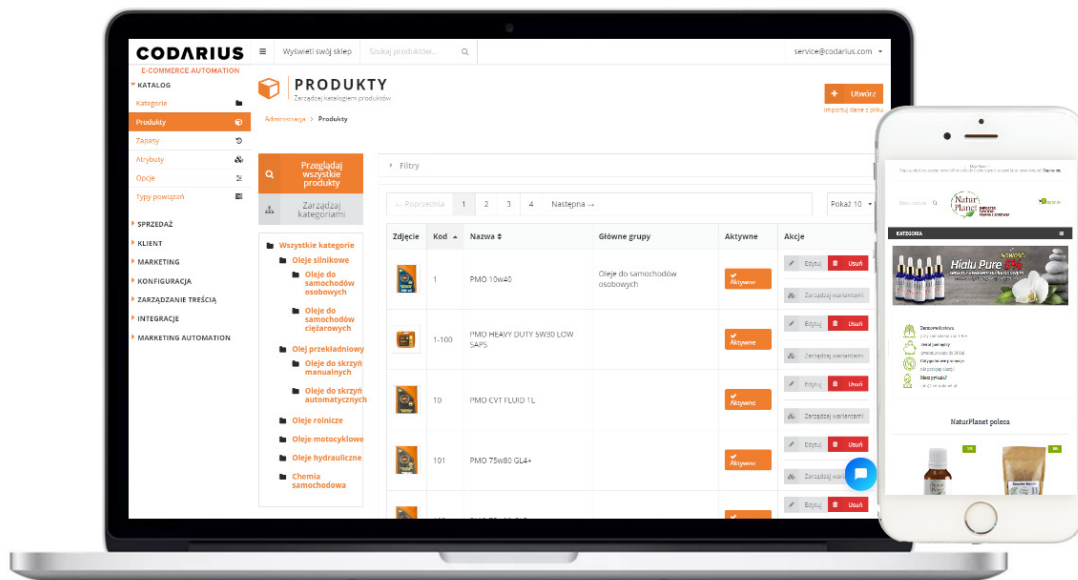 CODARIUS
E-COMMERCE AUTOMATION
Wyświetl swój sklep
Szukaj produktów...
service@codarius.com
KATALOG
Kategorie
Produkty
Zapasy
Atrybuty
Opcje
Typy powiązań
SPRZEDAŻ
KLIENT
MARKETING
KONFIGURACJA
ZARZĄDZANIE TREŚCIĄ
INTEGRACJE
MARKETING AUTOMATION
PRODUKTY
Zarządzaj katalogiem produktów
Administracja > Produkty
+ Utwórz
Importuj dane z pliku
Przeglądaj
wszystkie
produkty
Zarządzaj
kategoriami
Wszystkie kategorie
Oleje silnikowe
Oleje do
samochodów
osobowych
Oleje do
samochodów
ciężarowych
Olej przekładniowy
Oleje do skrzyń
manualnych
Oleje do skrzyń
automatycznych
Oleje rolnicze
Oleje motocyklowe
Oleje hydrauliczne
Chemia
samochodowa
Filtry
← Poprzednia 1 2 3 4 Następna →
Pokaż 10
Zdjęcie Kod Nazwa Główne grupy Aktywne Akcje
1 PMO 10w40 Oleje do samochodów
osobowych
Aktywne
Edytuj Usuń
Zarządzaj wariantami
1-100 PMO HEAVY DUTY 5W30 LOW
SAPS
Aktywne
Edytuj Usuń
Zarządzaj wariantami
10 PMO CVT FLUID 1L
Aktywne
Edytuj Usuń
Zarządzaj wariantami
101 PMO 75w80 GL4+
Aktywne
Edytuj Usuń
Zarządzaj
Edytuj Usuń
Natur
Planet
KATEGORIA
NOWOŚĆ
Hialu Pure
Darmowa dostawa
NaturPlanet poleca